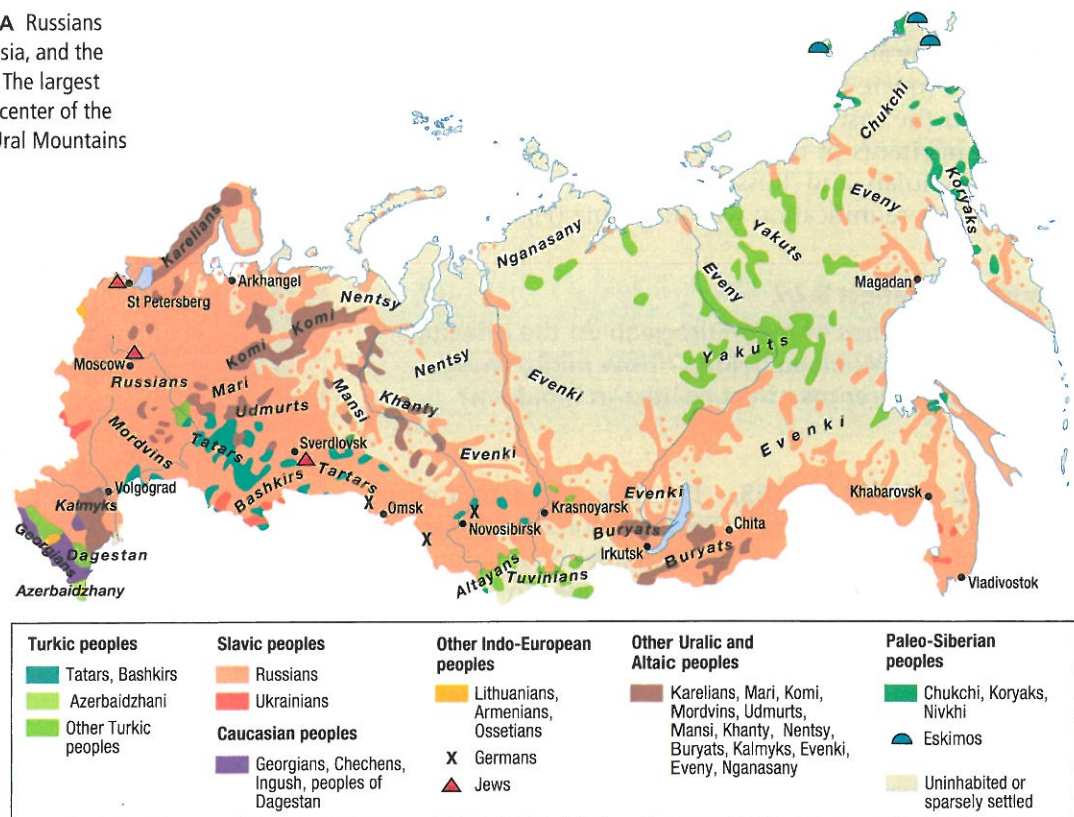 A Russians
sia, and the
The largest
center of the
Ural Mountains
Chukchi
Koryaks
Eveny
Yakuts
Nganasany
Karelians
Eveny
Magadan
Arkhangel
St Petersberg
Nentsy
Komi
Komi
Yakuts
Moscow
Russians
Nentsy
Evenki
Mari
Mansi
Khanty
Udmurts
Mordvins
Tatars
Sverdlovsk
Evenki
Evenki
Tartars
Bashkirs
Volgograd
Kalmyks
X
Omsk
X
Novosibirsk
Krasnoyarsk
Evenki
Khabarovsk
Buryats
Chita
X
Irkutsk
Buryats
Georgians
Dagestan
Altayans
Tuvinians
Vladivostok
Azerbaidzhany
Turkic peoples
Tatars, Bashkirs
Azerbaidzhani
Other Turkic
peoples
Slavic peoples
Russians
Ukrainians
Caucasian peoples
Georgians, Chechens,
Ingush, peoples of
Dagestan
Other Indo-European
peoples
Lithuanians,
Armenians,
Ossetians
X Germans
Jews
Other Uralic and
Altaic peoples
Karelians, Mari, Komi,
Mordvins, Udmurts,
Mansi, Khanty, Nentsy,
Buryats, Kalmyks, Evenki,
Eveny, Nganasany
Paleo-Siberian
peoples
Chukchi, Koryaks,
Nivkhi
Eskimos
Uninhabited or
sparsely settled